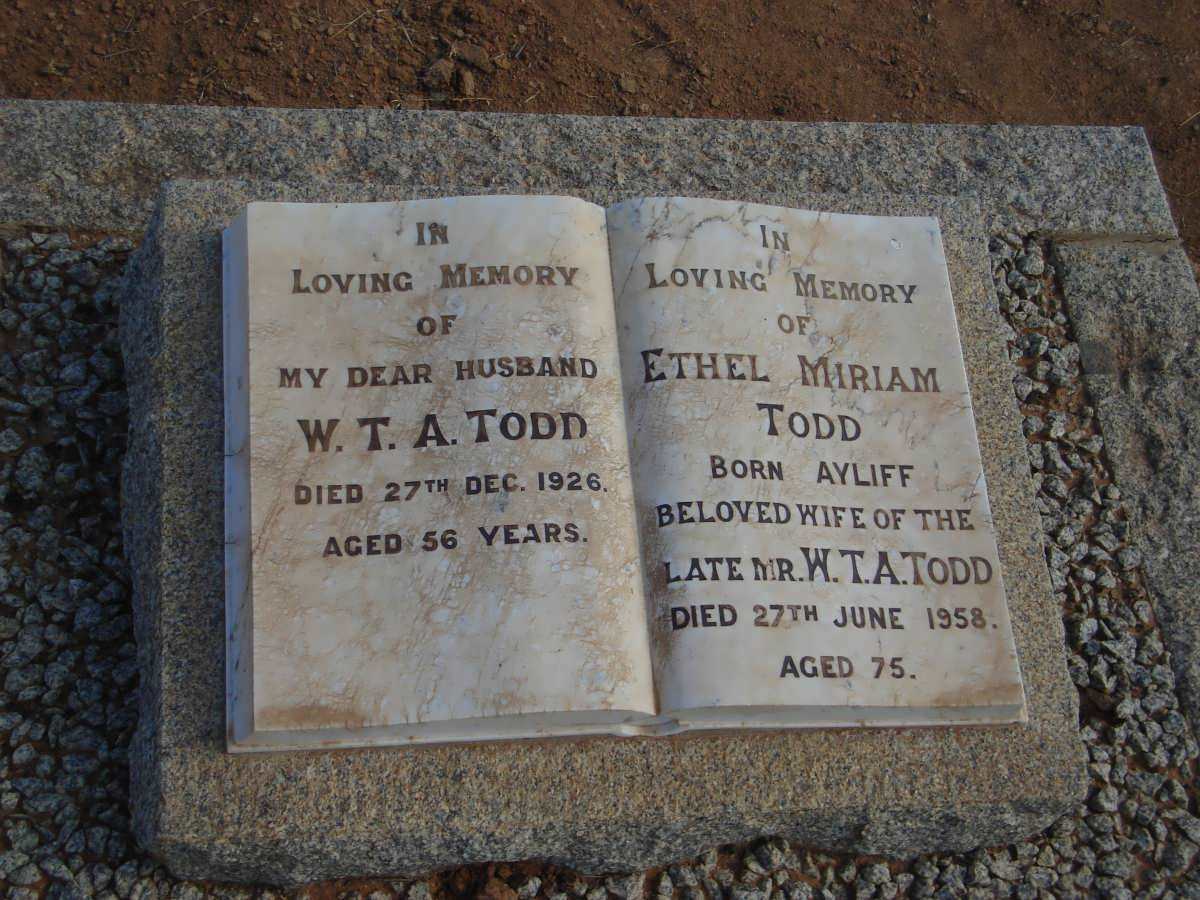 IN
LOVING MEMORY
OF
MY DEAR HUSBAND
W. T. A. TODD
DIED 27TH DEC. 1926.
AGED 56 YEARS.
IN
LOVING MEMORY
OF
ETHEL MIRIAM
TODD
BORN AYLIFF
BELOVED WIFE OF THE
LATE MR. W. T. A. TODD
DIED 27TH JUNE 1958.
AGED 75.